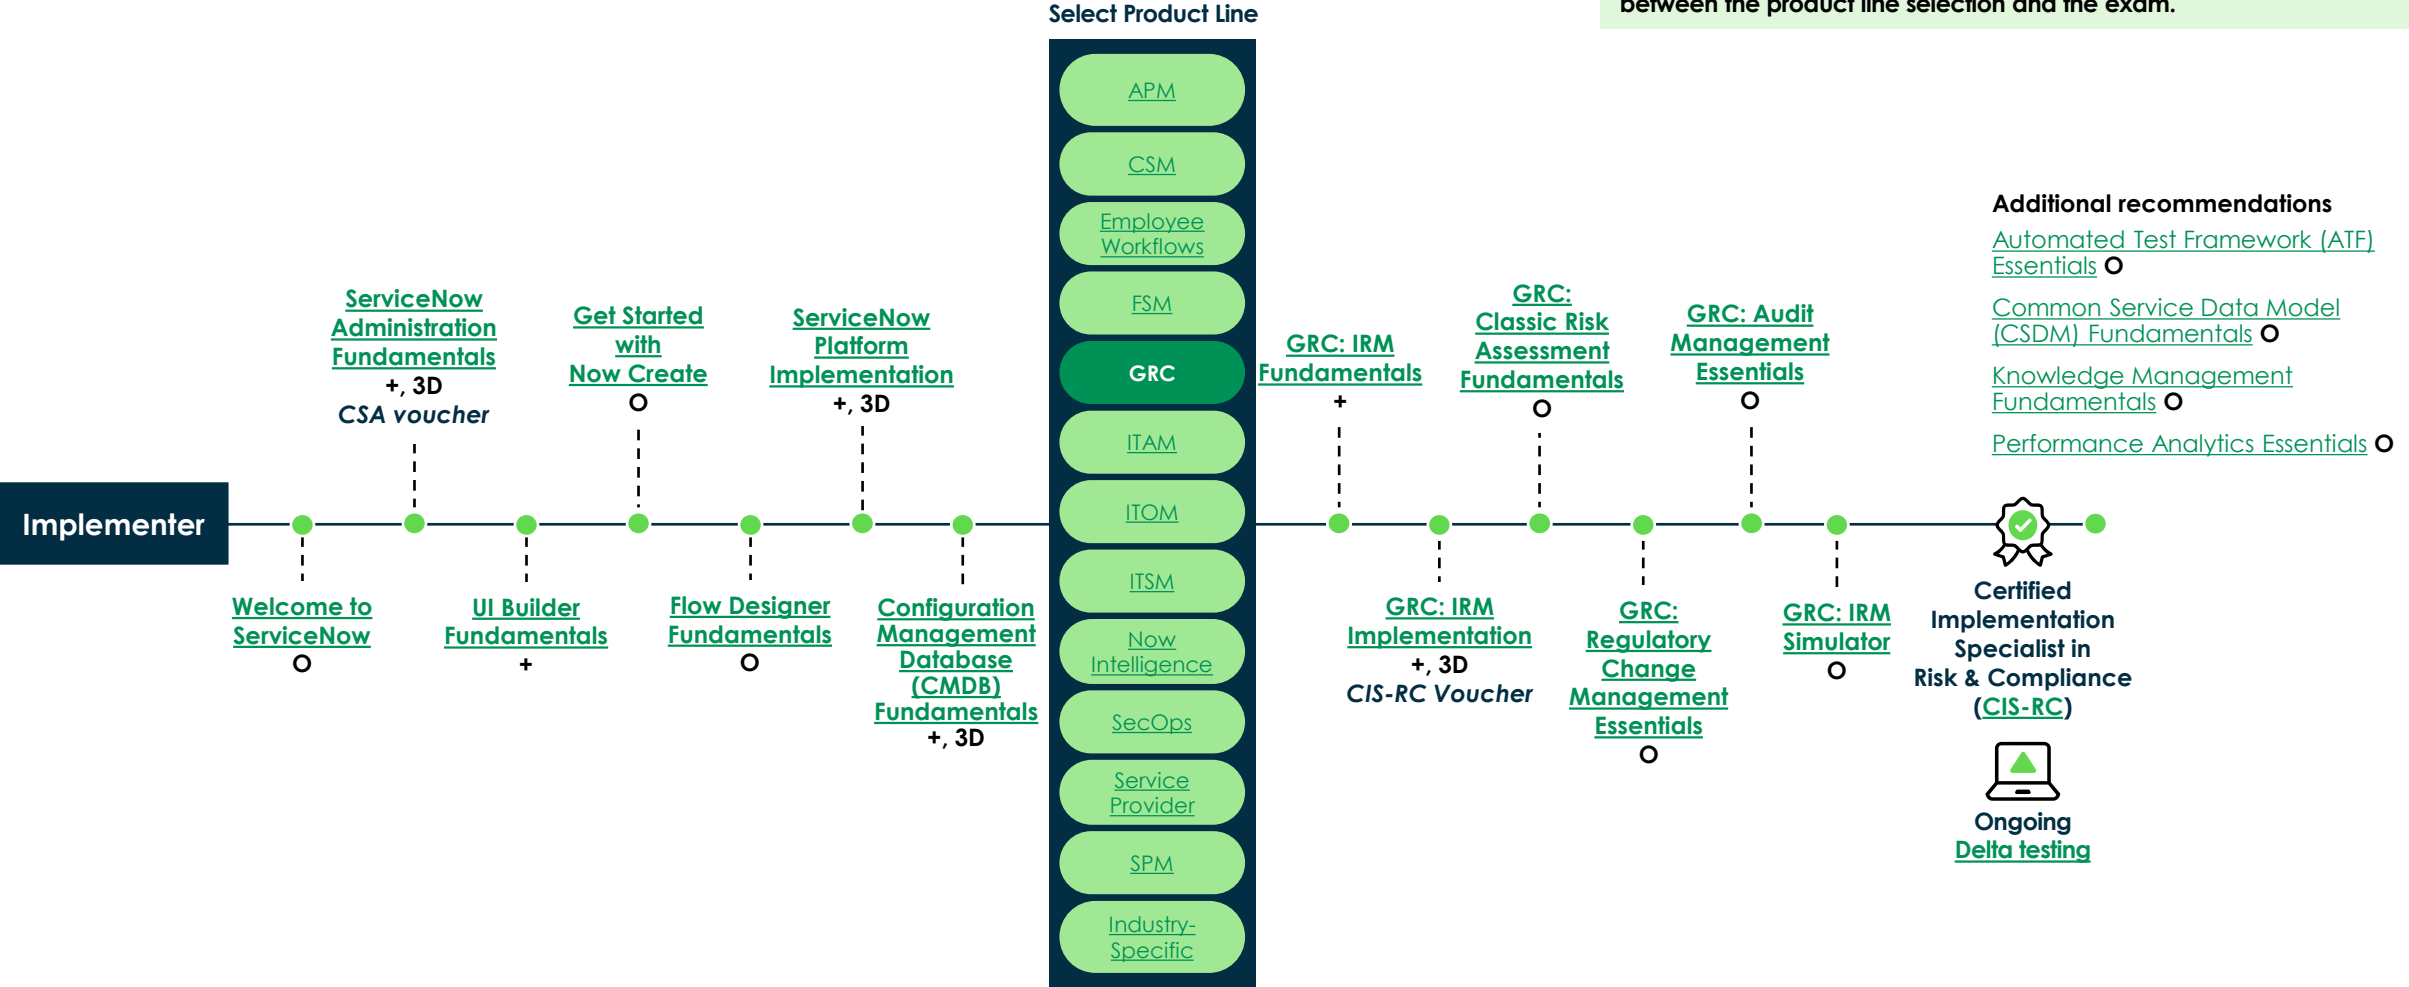 between the product line selection and the exam.
Select Product Line
APM
CSM
Employee
Workflows
FSM
GRC
ITAM
ITOM
ITSM
Now
Intelligence
SecOps
Service
Provider
SPM
Industry-
Specific
Implementer
Welcome to
ServiceNow
O
ServiceNow
Administration
Fundamentals
+, 3D
CSA voucher
UI Builder
Fundamentals
+
Get Started
with
Now Create
O
Flow Designer
Fundamentals
O
ServiceNow
Platform
Implementation
+, 3D
Configuration
Management
Database
(CMDB)
Fundamentals
+, 3D
GRC: IRM
Fundamentals
+
GRC: IRM
Implementation
+, 3D
CIS-RC Voucher
GRC:
Classic Risk
Assessment
Fundamentals
O
GRC:
Regulatory
Change
Management
Essentials
O
GRC: Audit
Management
Essentials
O
GRC: IRM
Simulator
O
Additional recommendations
Automated Test Framework (ATF)
Essentials O
Common Service Data Model
(CSDM) Fundamentals O
Knowledge Management
Fundamentals O
Performance Analytics Essentials O
Certified
Implementation
Specialist in
Risk & Compliance
(CIS-RC)
Ongoing
Delta testing